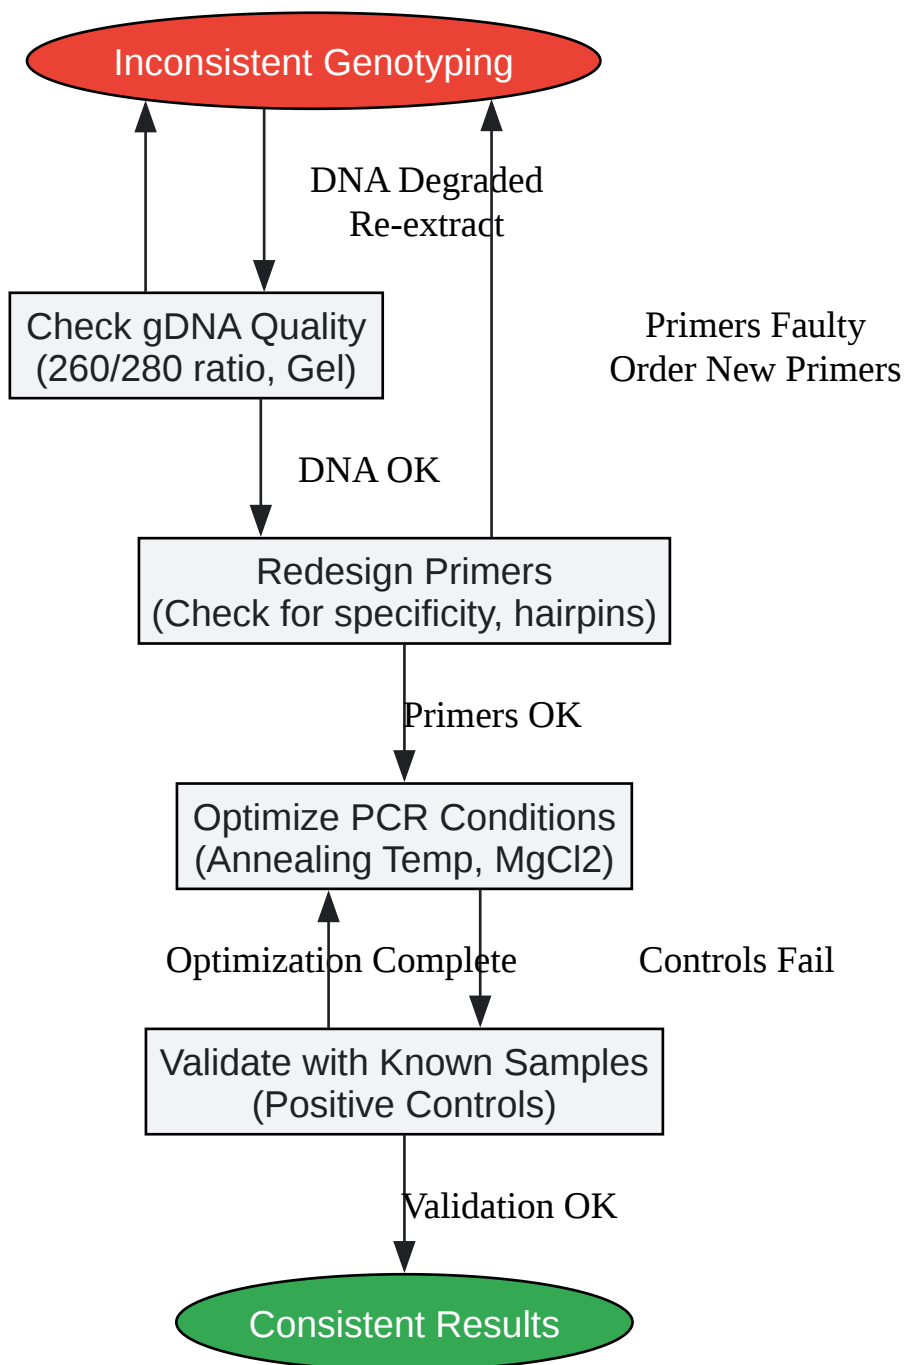 Inconsistent Genotyping
DNA Degraded
Re-extract
Check gDNA Quality
(260/280 ratio, Gel)
Primers Faulty
Order New Primers
DNA OK
Redesign Primers
(Check for specificity, hairpins)
Primers OK
Optimize PCR Conditions
(Annealing Temp, MgCl2)
Optimization Complete
Controls Fail
Validate with Known Samples
(Positive Controls)
Validation OK
Consistent Results